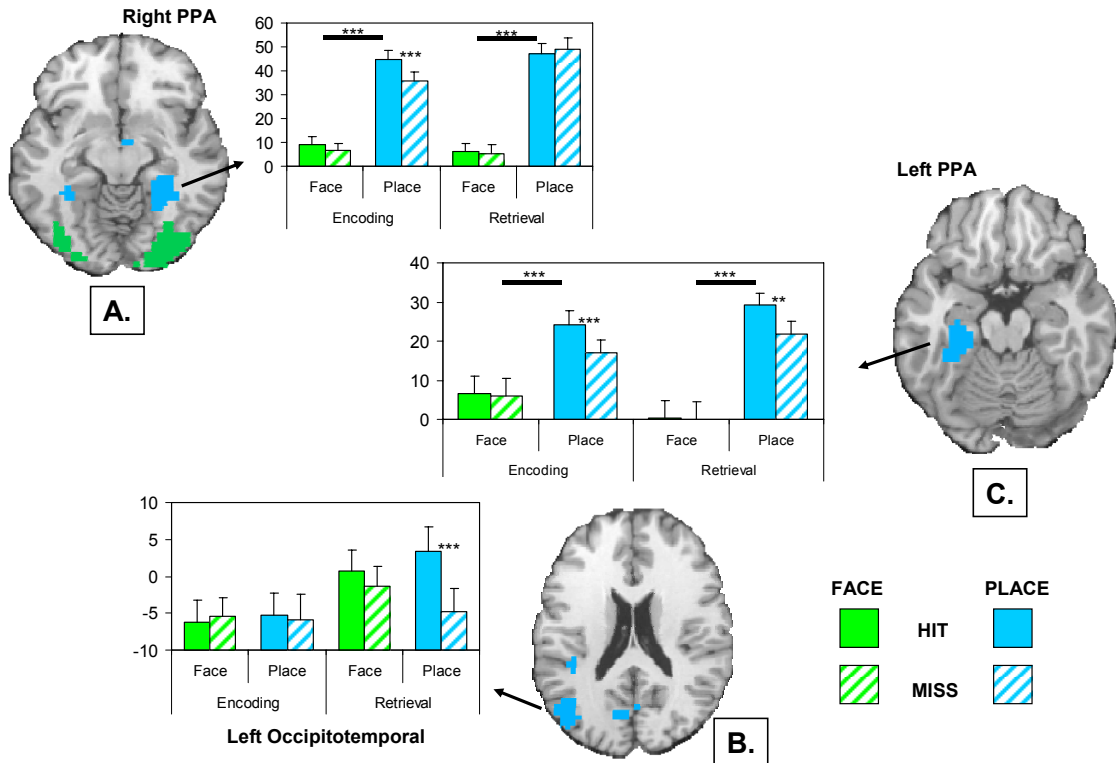 Right PPA
60
50
40
30
20
10
0
*** *** ***
Face Place Face Place
Encoding Retrieval
A.
Left PPA
40
30
20
10
0
*** *** *** **
Face Place Face Place
Encoding Retrieval
C.
10
5
0
-5
-10
***
Face Place Face Place
Encoding Retrieval
Left Occipitotemporal
B.
FACE PLACE
HIT
MISS